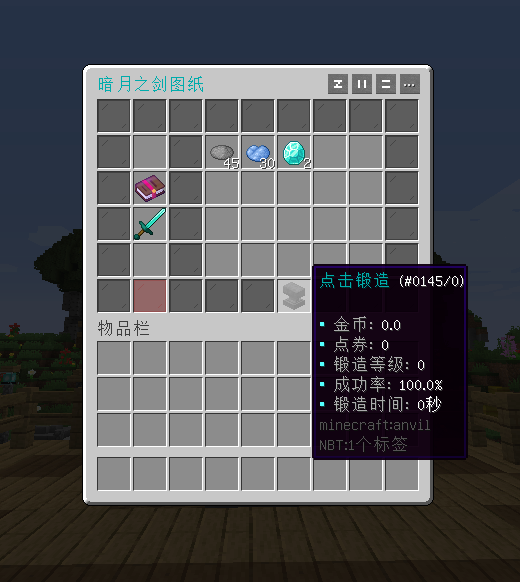 暗月之剑图纸
45
30
2
点击锻造 (#0145/0)
▪ 金币: 0.0
▪ 点券: 0
▪ 锻造等级: 0
▪ 成功率: 100.0%
▪ 锻造时间: 0秒
minecraft:anvil
NBT:1个标签
物品栏